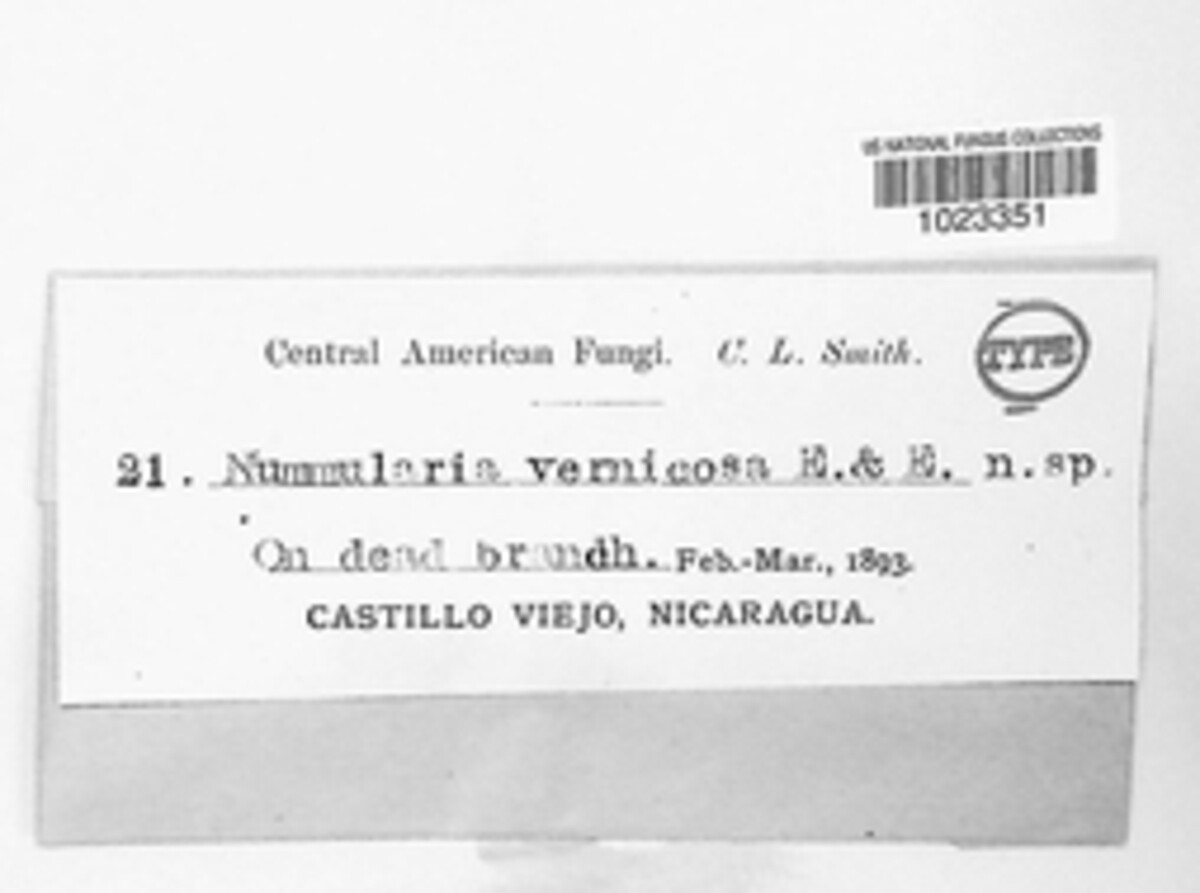 US NATIONAL FUNGUS COLLECTIONS
1023351
Central American Fungi. C. L. Smith.
TYPE
21. Nummularia vernicosa E.& E. n.sp.
On dead brandh. Feb.-Mar., 1893.
CASTILLO VIEJO, NICARAGUA.